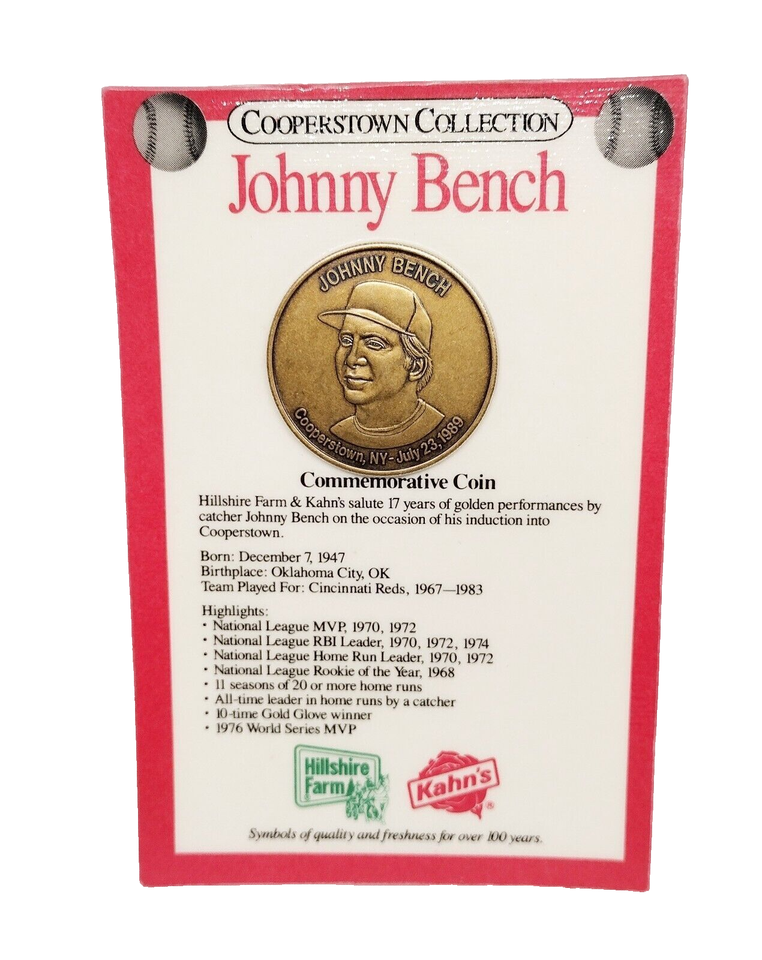 COOPERSTOWN COLLECTION
Johnny Bench
JOHNNY BENCH
Cooperstown, NY - July 23, 1989
Commemorative Coin
Hillshire Farm & Kahn's salute 17 years of golden performances by
catcher Johnny Bench on the occasion of his induction into
Cooperstown.
Born: December 7, 1947
Birthplace: Oklahoma City, OK
Team Played For: Cincinnati Reds, 1967—1983
Highlights:
• National League MVP, 1970, 1972
• National League RBI Leader, 1970, 1972, 1974
• National League Home Run Leader, 1970, 1972
• National League Rookie of the Year, 1968
• 11 seasons of 20 or more home runs
• All-time leader in home runs by a catcher
• 10-time Gold Glove winner
• 1976 World Series MVP
Hillshire
Farm
Kahn's
®
Symbols of quality and freshness for over 100 years.